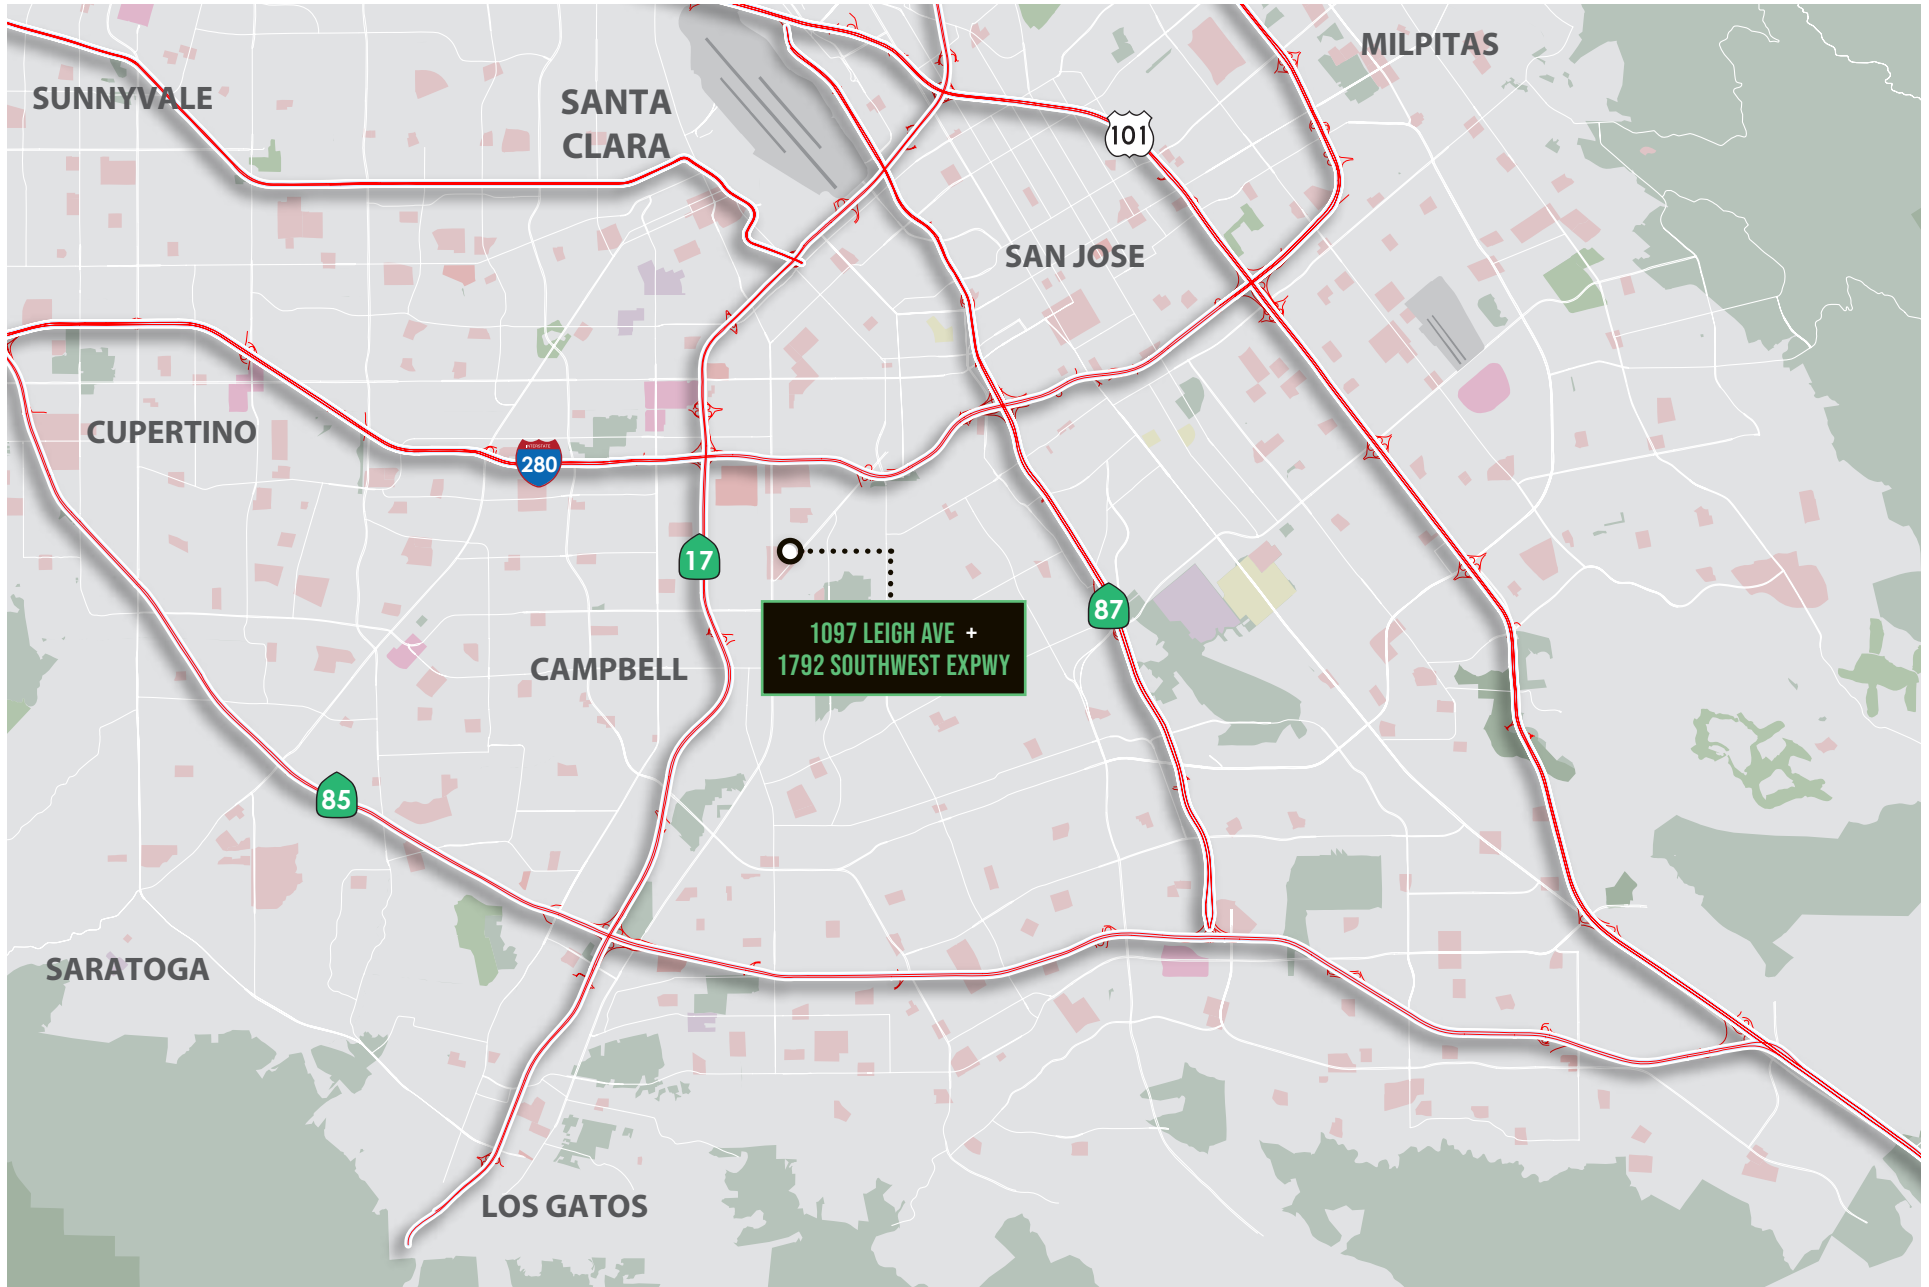 MILPITAS
SUNNYVALE
SANTA
CLARA
101
SAN JOSE
CUPERTINO
INTERSTATE
280
17
87
1097 LEIGH AVE +
1792 SOUTHWEST EXPWY
CAMPBELL
85
SARATOGA
LOS GATOS